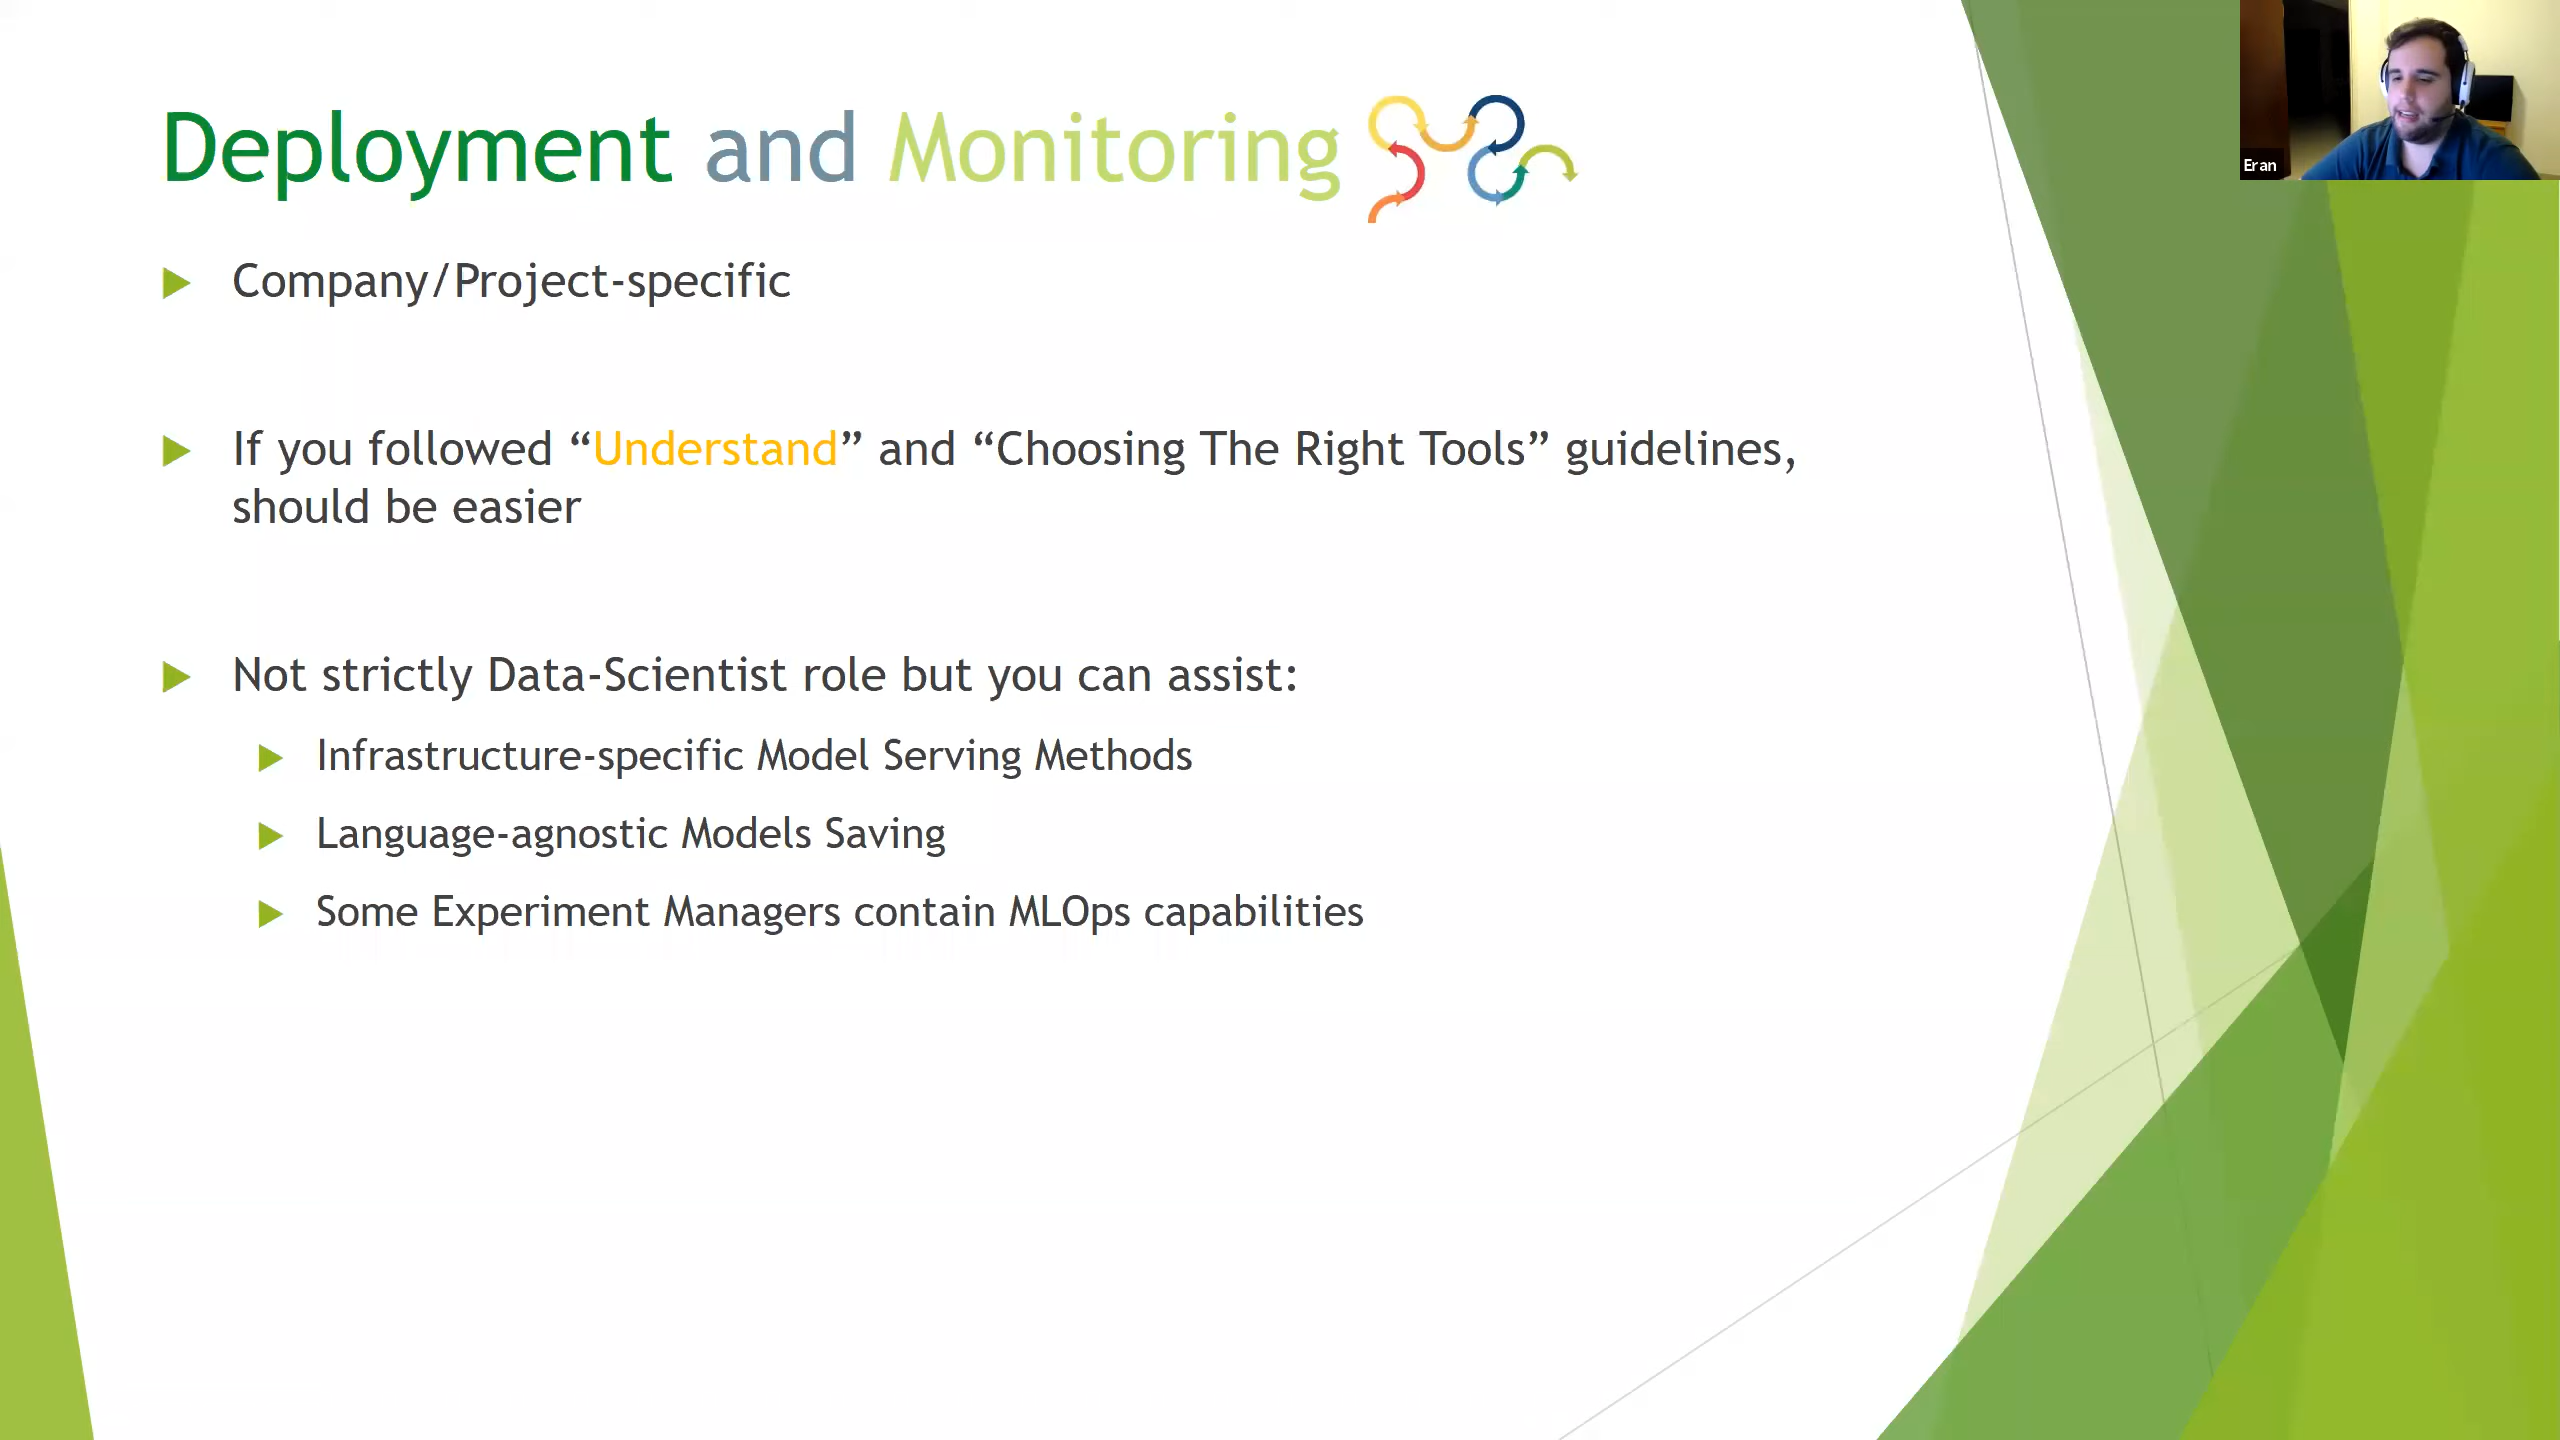 Deployment and Monitoring
Eran
Company/Project-specific
If you followed “Understand” and “Choosing The Right Tools” guidelines,
should be easier
Not strictly Data-Scientist role but you can assist:
Infrastructure-specific Model Serving Methods
Language-agnostic Models Saving
Some Experiment Managers contain MLOps capabilities